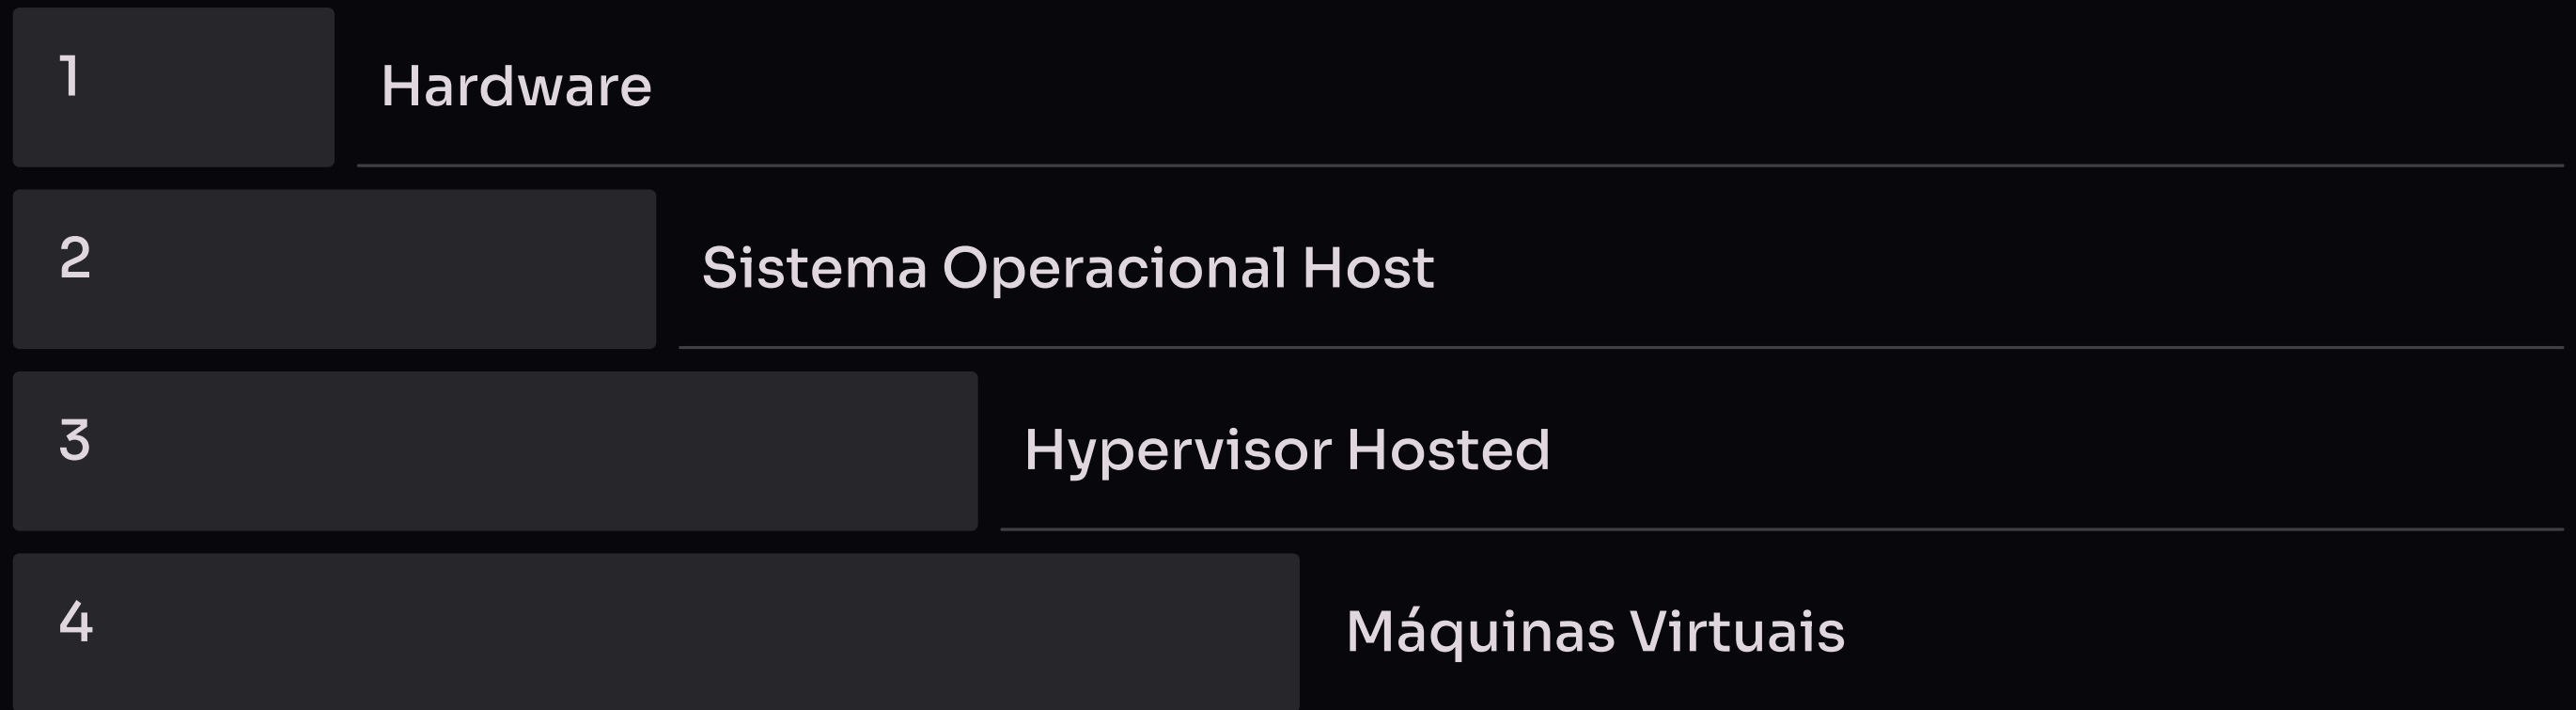 1
Hardware
2
Sistema Operacional Host
3
Hypervisor Hosted
4
Máquinas Virtuais